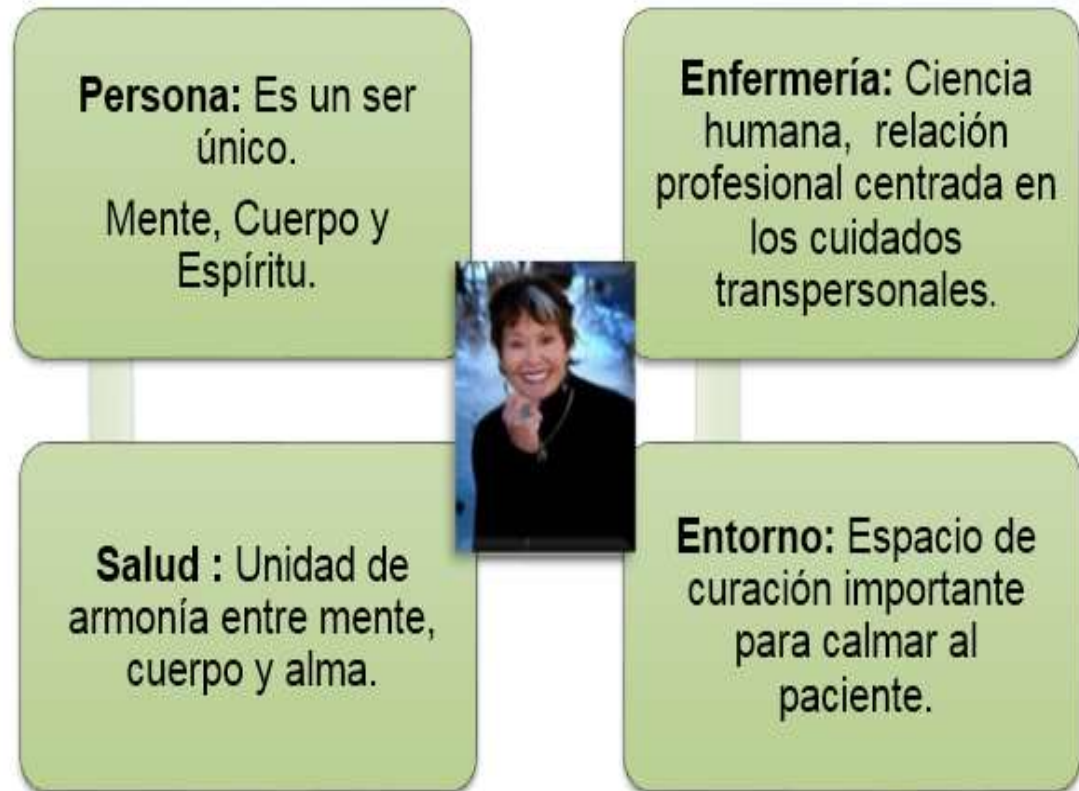 Persona: Es un ser
único.
Mente, Cuerpo y
Espíritu.
Enfermería: Ciencia
humana, relación
profesional centrada en
los cuidados
transpersonales.
Salud : Unidad de
armonía entre mente,
cuerpo y alma.
Entorno: Espacio de
curación importante
para calmar al
paciente.